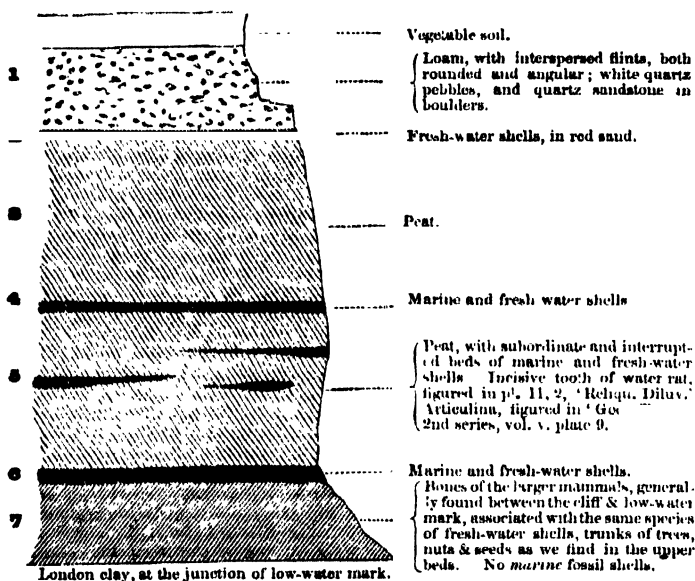 Vegetable soil.
1
Loam, with interspersed flints, both
rounded and angular; white quartz
pebbles, and quartz sandstone in
boulders.
Fresh-water shells, in red sand.
3
Peat.
4
Marine and fresh water shells
5
Peat, with subordinate and interrupt-
ed beds of marine and fresh-water
shells Incisive tooth of water rat,
figured in pl. 11, 2, 'Reliqu. Diluv.'
Articulina, figured in '
2nd series, vol. v. plate 9.
6
Marine and fresh-water shells.
7
Bones of the larger mammals, general-
ly found between the cliff & low-water
mark, associated with the same species
of fresh-water shells, trunks of trees,
nuts & seeds as we find in the upper
beds. No marine fossil shells.
London clay, at the junction of low-water mark.